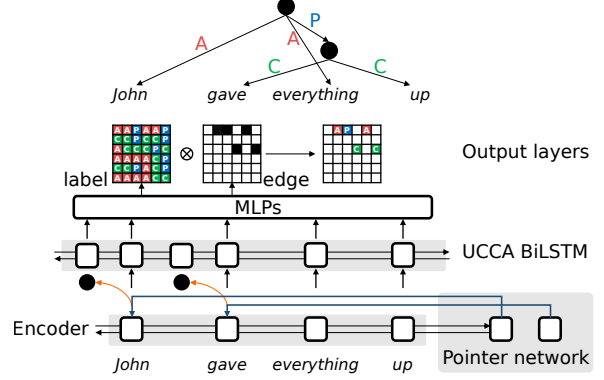 P
A A
C C
John gave everything up
A A P A A P
A P A
C C
Output layers
label edge
MLPs
UCCA BiLSTM
Encoder
Pointer network
John gave everything up